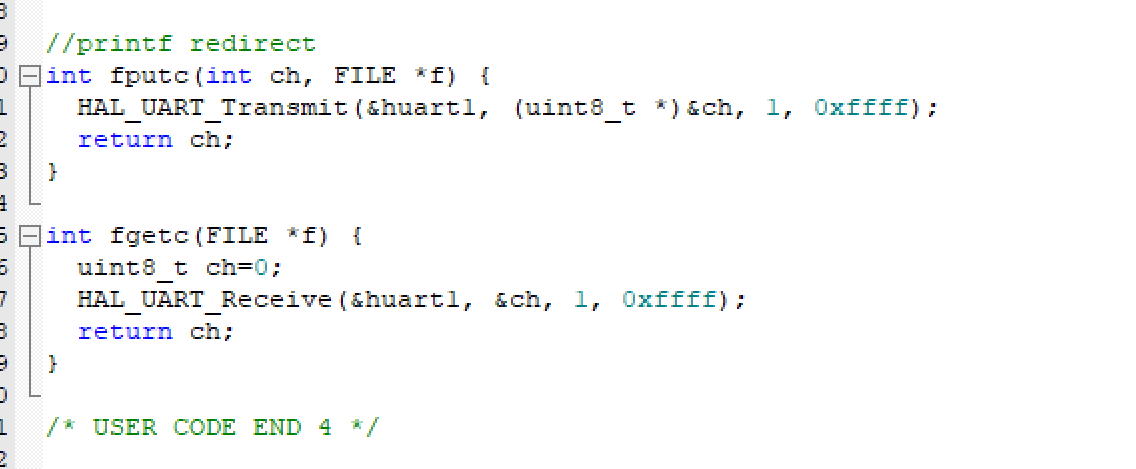 8
9 //printf redirect
0 int fputc(int ch, FILE *f) {
1 HAL_UART_Transmit(&huart1, (uint8_t *)&ch, 1, 0xffff);
2 return ch;
3 }
4
5 int fgetc(FILE *f) {
6 uint8_t ch=0;
7 HAL_UART_Receive(&huart1, &ch, 1, 0xffff);
8 return ch;
9 }
0
1 /* USER CODE END 4 */
2